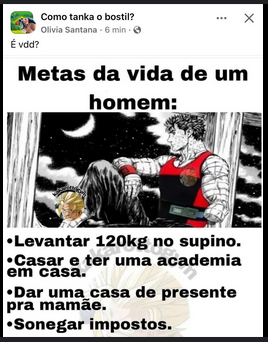 Como tanka o bostil?
Olivia Santana · 6 min ·
É vdd?
Metas da vida de um
homem:
•Levantar 120kg no supino.
•Casar e ter uma academia
em casa.
•Dar uma casa de presente
pra mamãe.
•Sonegar impostos.